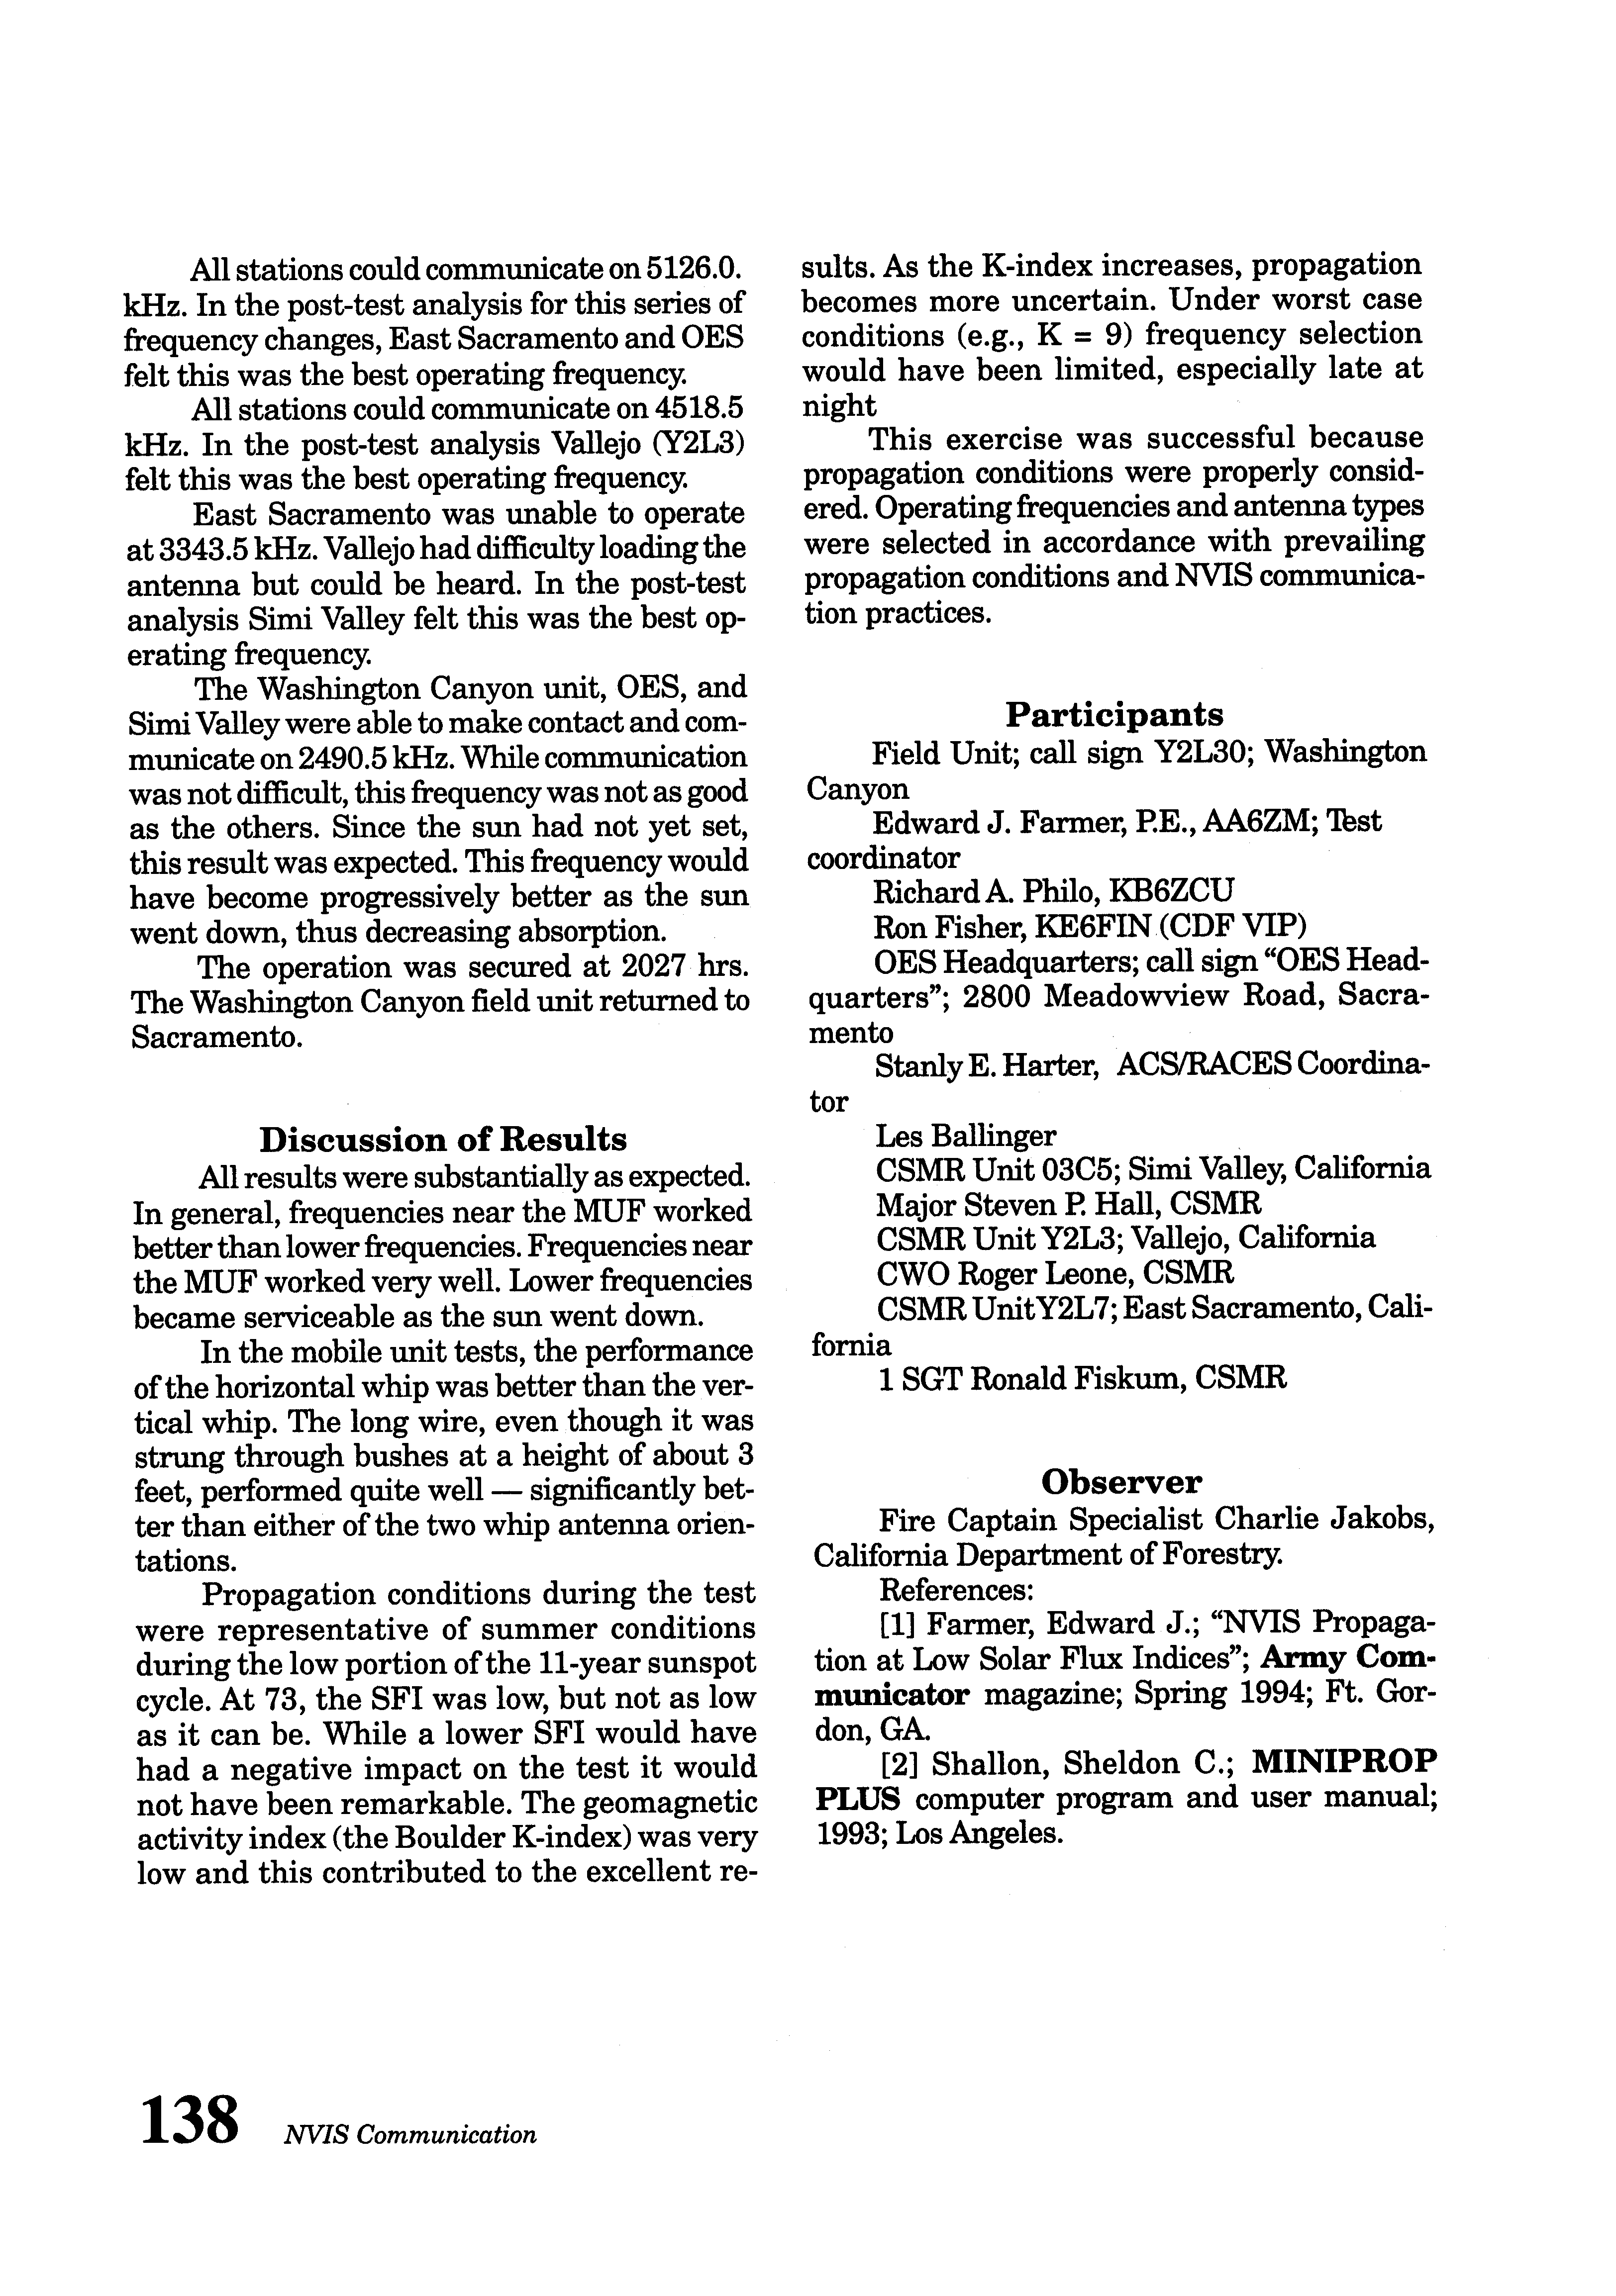 All stations could communicate on 5126.0.
kHz. In the post-test analysis for this series of
frequency changes, East Sacramento and OES
felt this was the best operating frequency.
All stations could communicate on 4518.5
kHz. In the post-test analysis Vallejo (Y2L3)
felt this was the best operating frequency.
East Sacramento was unable to operate
at 3343.5 kHz. Vallejo had difficulty loading the
antenna but could be heard. In the post-test
analysis Simi Valley felt this was the best op-
erating frequency.
The Washington Canyon unit, OES, and
Simi Valley were able to make contact and com-
municate on 2490.5 kHz. While communication
was not difficult, this frequency was not as good
as the others. Since the sun had not yet set,
this result was expected. This frequency would
have become progressively better as the sun
went down, thus decreasing absorption.
The operation was secured at 2027 hrs.
The Washington Canyon field unit returned to
Sacramento.
Discussion of Results
All results were substantially as expected.
In general, frequencies near the MUF worked
better than lower frequencies. Frequencies near
the MUF worked very well. Lower frequencies
became serviceable as the sun went down.
In the mobile unit tests, the performance
of the horizontal whip was better than the ver-
tical whip. The long wire, even though it was
strung through bushes at a height of about 3
feet, performed quite well — significantly bet-
ter than either of the two whip antenna orien-
tations.
Propagation conditions during the test
were representative of summer conditions
during the low portion of the 11-year sunspot
cycle. At 73, the SFI was low, but not as low
as it can be. While a lower SFI would have
had a negative impact on the test it would
not have been remarkable. The geomagnetic
activity index (the Boulder K-index) was very
low and this contributed to the excellent re-
sults. As the K-index increases, propagation
becomes more uncertain. Under worst case
conditions (e.g., K = 9) frequency selection
would have been limited, especially late at
night
This exercise was successful because
propagation conditions were properly consid-
ered. Operating frequencies and antenna types
were selected in accordance with prevailing
propagation conditions and NVIS communica-
tion practices.
Participants
Field Unit; call sign Y2L30; Washington
Canyon
Edward J. Farmer, P.E., AA6ZM; Test
coordinator
Richard A. Philo, KB6ZCU
Ron Fisher, KE6FIN (CDF VIP)
OES Headquarters; call sign “OES Head-
quarters”; 2800 Meadowview Road, Sacra-
mento
Stanly E. Harter, ACS/RACES Coordina-
tor
Les Ballinger
CSMR Unit 03C5; Simi Valley, California
Major Steven P. Hall, CSMR
CSMR Unit Y2L3; Vallejo, California
CWO Roger Leone, CSMR
CSMR Unit Y2L7; East Sacramento, Cali-
fornia
1 SGT Ronald Fiskum, CSMR
Observer
Fire Captain Specialist Charlie Jakobs,
California Department of Forestry.
References:
[1] Farmer, Edward J.; “NVIS Propaga-
tion at Low Solar Flux Indices”; Army Com-
municator magazine; Spring 1994; Ft. Gor-
don, GA.
[2] Shallon, Sheldon C.; MINIPROP
PLUS computer program and user manual;
1993; Los Angeles.
138 NVIS Communication